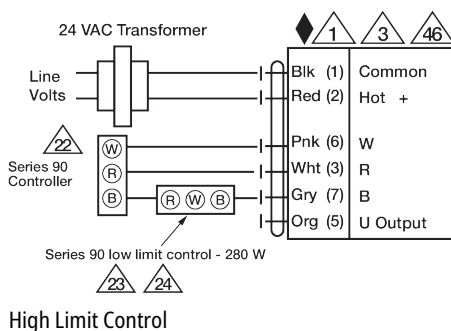 24 VAC Transformer
1 3 46
Line
Volts
Blk (1) Common
Red (2) Hot +
22
Series 90
Controller
W
R
B
R W B
Pnk (6) W
Wht (3) R
Gry (7) B
Org (5) U Output
Series 90 low limit control - 280 W
23 24
High Limit Control